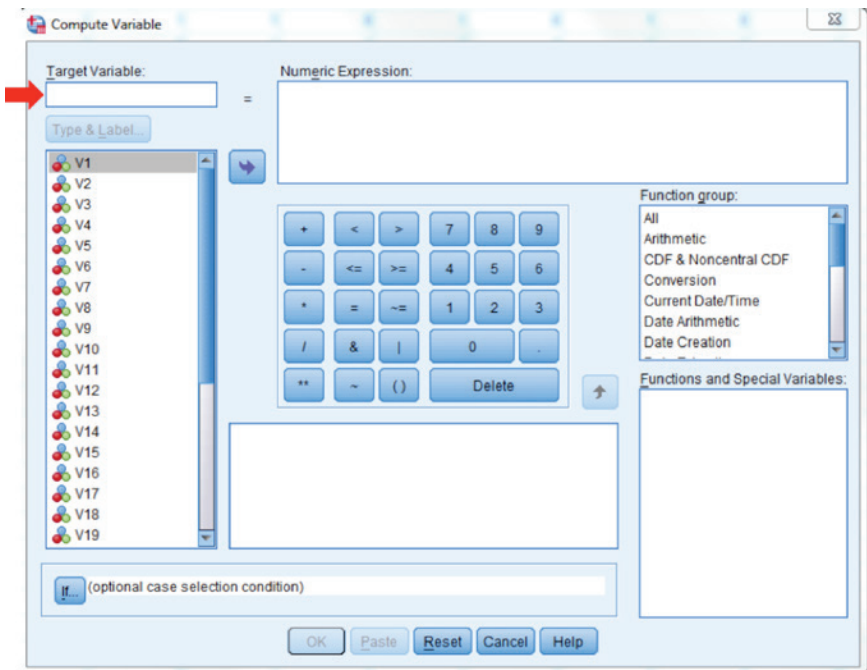 Compute Variable
Target Variable:
Numeric Expression:
=
Type & Label...
V1
V2
V3
V4
V5
V6
V7
V8
V9
V10
V11
V12
V13
V14
V15
V16
V17
V18
V19
+ < > 7 8 9
- <= >= 4 5 6
* = ~= 1 2 3
/ & | 0 .
** ~ ( ) Delete
Function group:
All
Arithmetic
CDF & Noncentral CDF
Conversion
Current Date/Time
Date Arithmetic
Date Creation
Functions and Special Variables:
If... (optional case selection condition)
OK Paste Reset Cancel Help